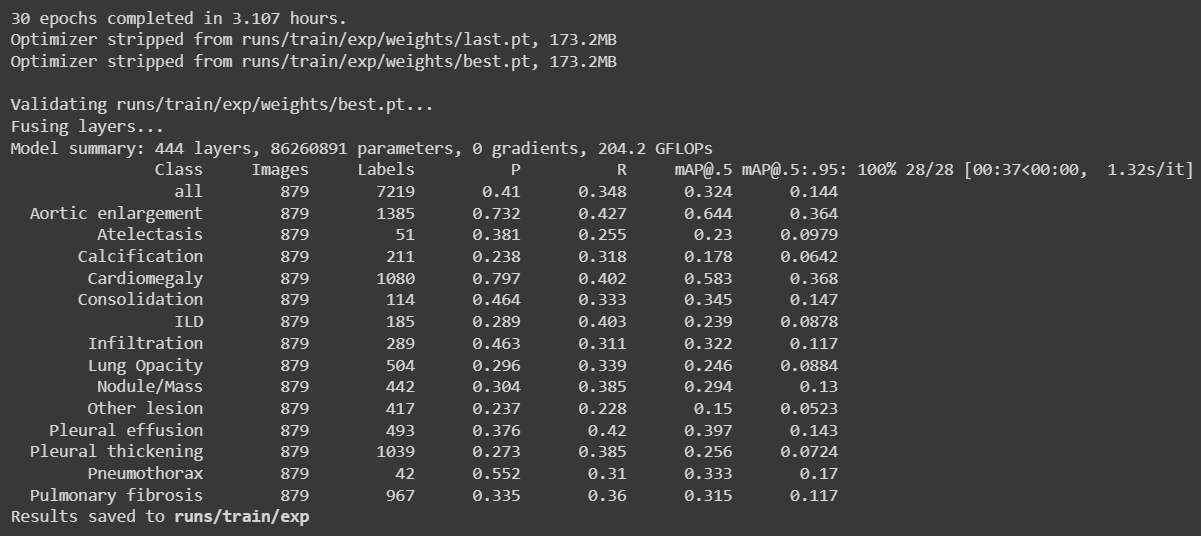 30 epochs completed in 3.107 hours.
Optimizer stripped from runs/train/exp/weights/last.pt, 173.2MB
Optimizer stripped from runs/train/exp/weights/best.pt, 173.2MB
Validating runs/train/exp/weights/best.pt...
Fusing layers...
Model summary: 444 layers, 86260891 parameters, 0 gradients, 204.2 GFLOPs
Class Images Labels P R mAP@.5 mAP@.5:.95: 100% 28/28 [00:37<00:00, 1.32s/it]
all 879 7219 0.41 0.348 0.324 0.144
Aortic enlargement 879 1385 0.732 0.427 0.644 0.364
Atelectasis 879 51 0.381 0.255 0.23 0.0979
Calcification 879 211 0.238 0.318 0.178 0.0642
Cardiomegaly 879 1080 0.797 0.402 0.583 0.368
Consolidation 879 114 0.464 0.333 0.345 0.147
ILD 879 185 0.289 0.403 0.239 0.0878
Infiltration 879 289 0.463 0.311 0.322 0.117
Lung Opacity 879 504 0.296 0.339 0.246 0.0884
Nodule/Mass 879 442 0.304 0.385 0.294 0.13
Other lesion 879 417 0.237 0.228 0.15 0.0523
Pleural effusion 879 493 0.376 0.42 0.397 0.143
Pleural thickening 879 1039 0.273 0.385 0.256 0.0724
Pneumothorax 879 42 0.552 0.31 0.333 0.17
Pulmonary fibrosis 879 967 0.335 0.36 0.315 0.117
Results saved to runs/train/exp